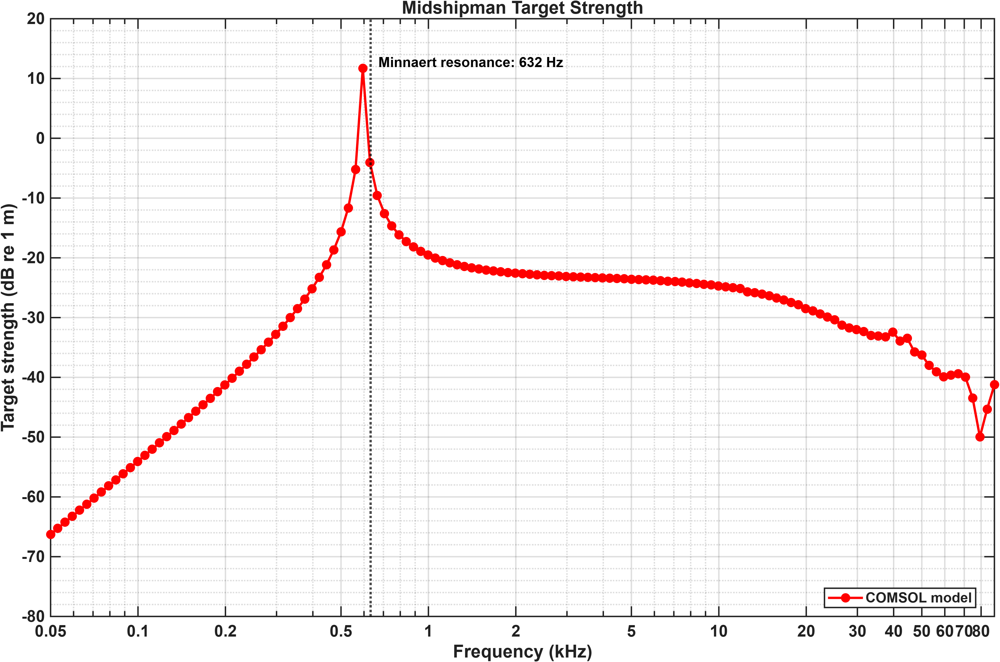 Midshipman Target Strength
20
10
0
-10
-20
-30
-40
-50
-60
-70
-80
Target strength (dB re 1 m)
Minnaert resonance: 632 Hz
COMSOL model
0.05 0.1 0.2 0.5 1 2 5 10 20 30 40 50 60 70 80
Frequency (kHz)